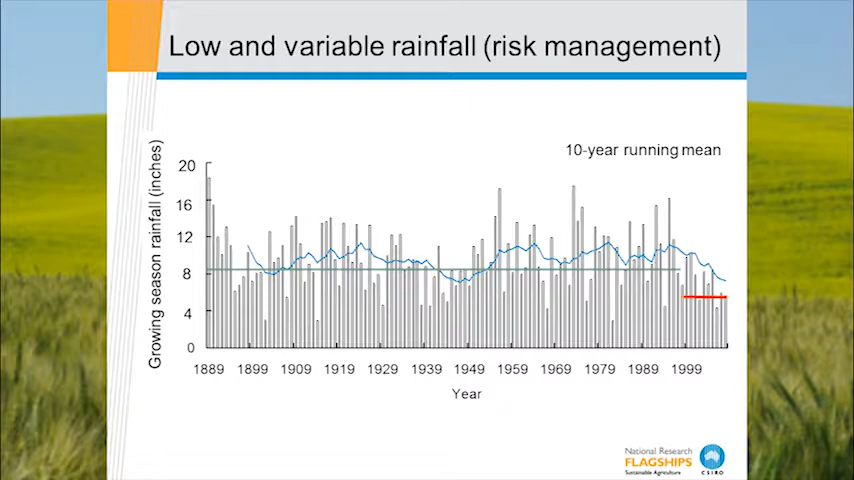 Low and variable rainfall (risk management)
10-year running mean
Growing season rainfall (inches)
20
16
12
8
4
0
1889 1899 1909 1919 1929 1939 1949 1959 1969 1979 1989 1999
Year
National Research
FLAGSHIPS
Sustainable Agriculture
CSIRO